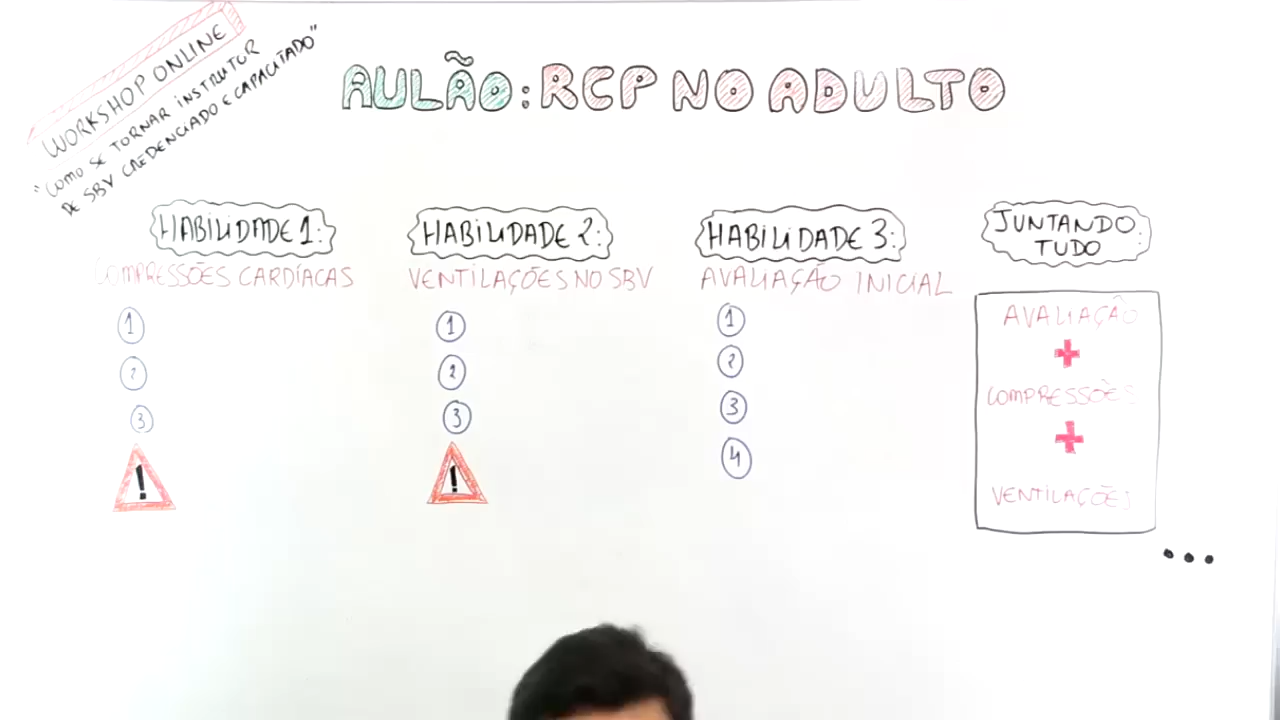 WORKSHOP ONLINE
"COMO SE TORNAR INSTRUTOR
DE SBV CREDENCIADO E CAPACITADO"
AULÃO: RCP NO ADULTO
HABILIDADE 1:
COMPRESSÕES CARDÍACAS
1
2
3
!
HABILIDADE 2:
VENTILAÇÕES NO SBV
1
2
3
!
HABILIDADE 3:
AVALIAÇÃO INICIAL
1
2
3
4
JUNTANDO
TUDO:
AVALIAÇÃO
+
COMPRESSÕES
+
VENTILAÇÕES
...